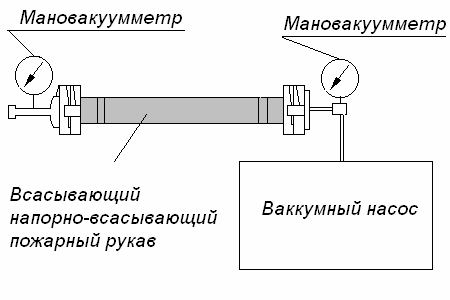 Мановакуумметр
Мановакуумметр
Всасывающий
напорно-всасывающий
пожарный рукав
Ваккумный насос